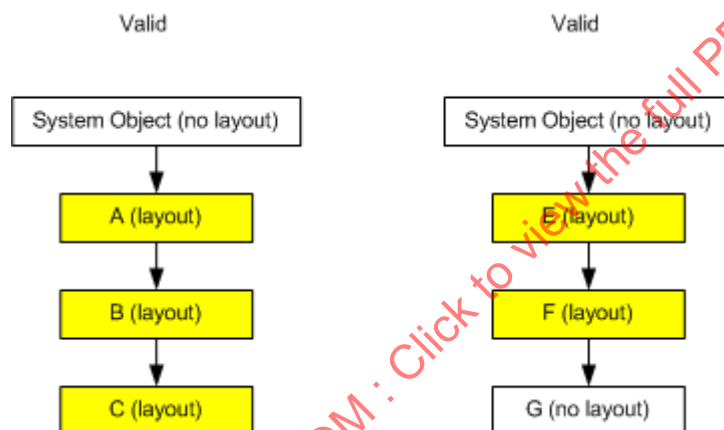 Valid
System Object (no layout)
A (layout)
B (layout)
C (layout)
Valid
System Object (no layout)
E (layout)
F (layout)
G (no layout)
: Click to view the full